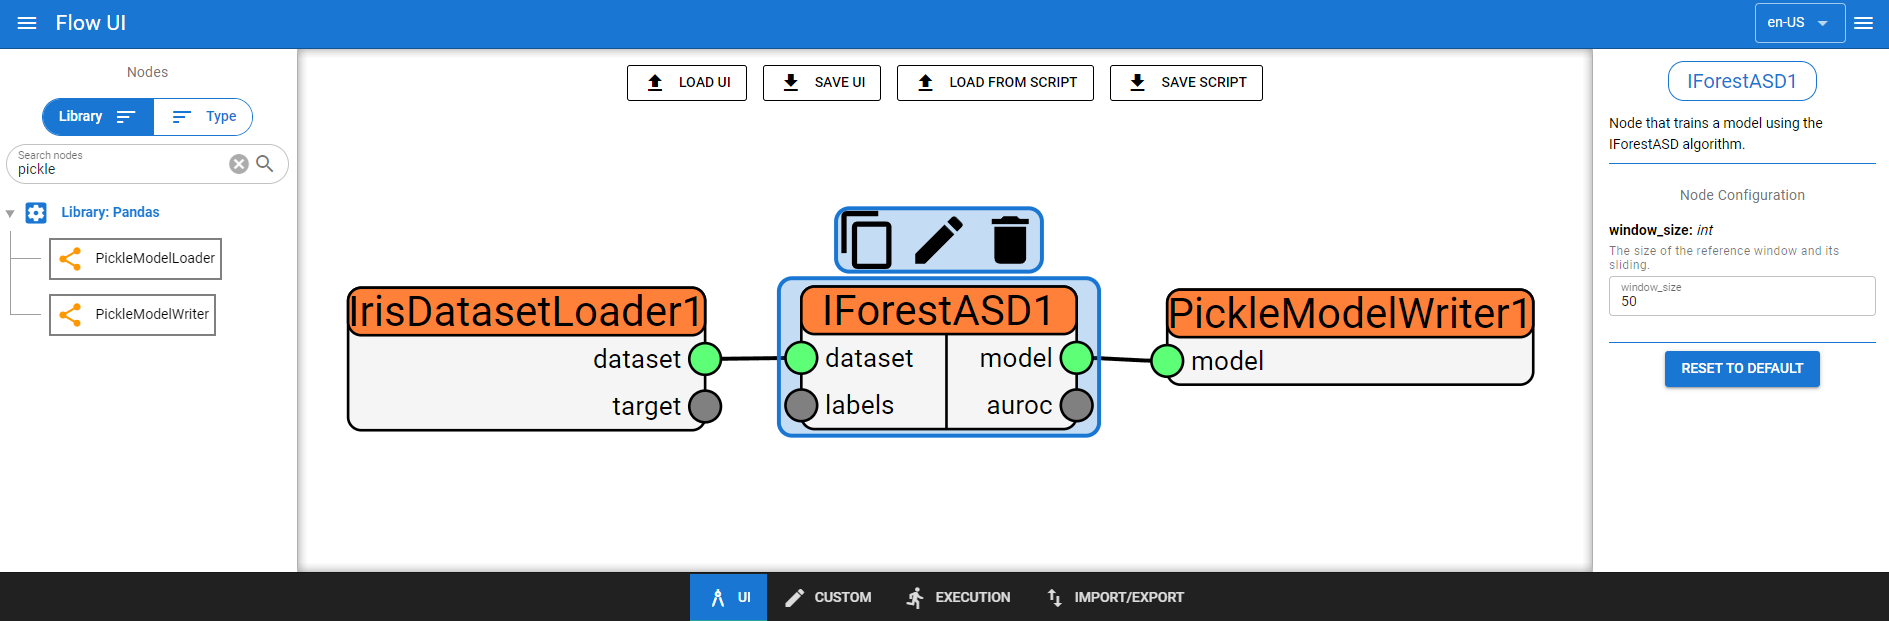 Flow UI
en-US
Nodes
Library
Type
Search nodes
pickle
Library: Pandas
PickleModelLoader
PickleModelWriter
LOAD UI
SAVE UI
LOAD FROM SCRIPT
SAVE SCRIPT
IrisDatasetLoader1
dataset
target
IForestASD1
dataset
model
labels
auroc
PickleModelWriter1
model
IForestASD1
Node that trains a model using the
IForestASD algorithm.
Node Configuration
window_size: int
The size of the reference window and its
sliding.
window_size
50
RESET TO DEFAULT
UI
CUSTOM
EXECUTION
IMPORT/EXPORT